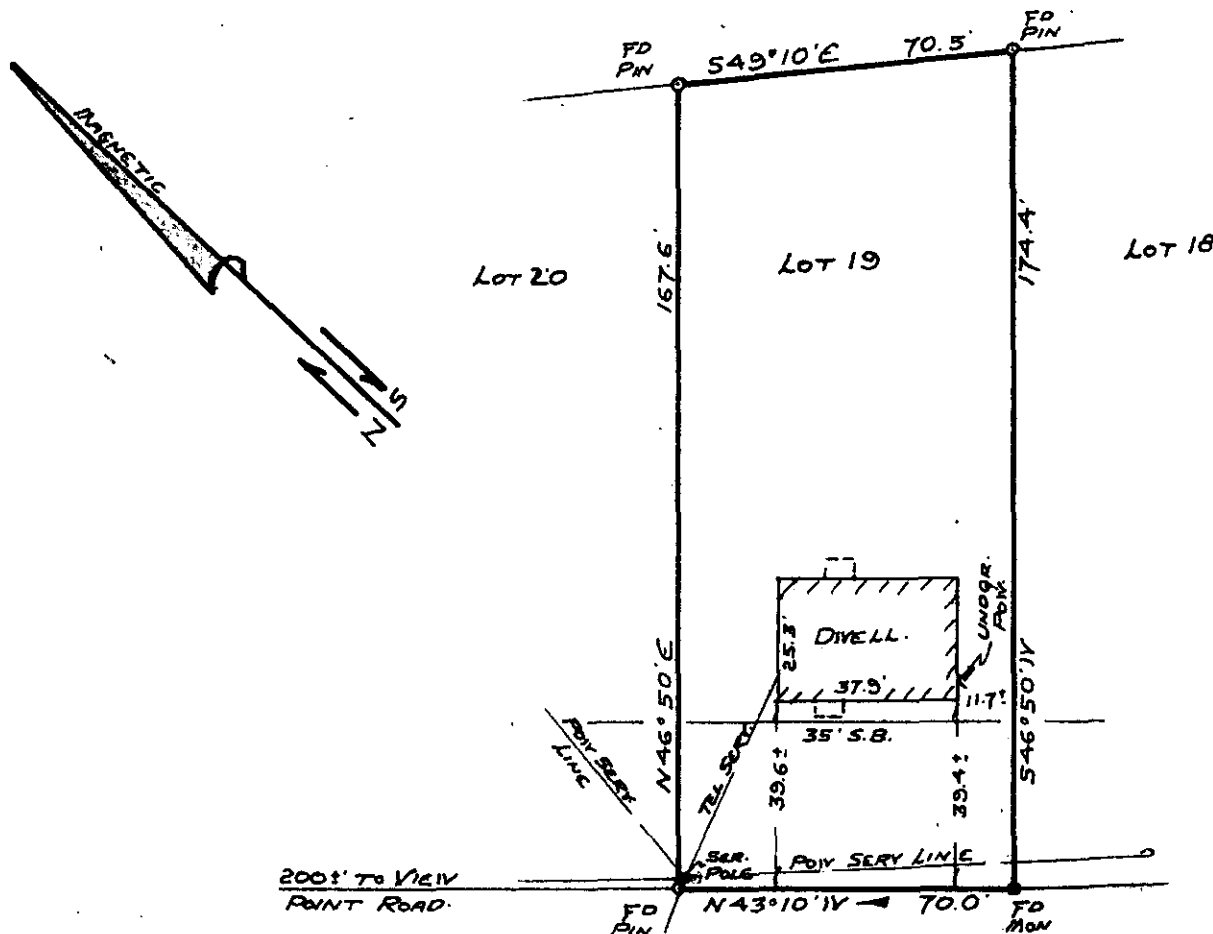 FD
PIN
S49°10'E 70.5'
FD
PIN
MAGNETIC
S
N
LOT 20
167.6'
LOT 19
174.4'
LOT 18
N46°50'E
25.3'
DWELL.
37.9'
UNDGR.
POW.
11.7±
S46°50'W
35' S.B.
POW SERV
LINE
TEL SERV.
39.6±
39.4±
SER.
POLE
POW SERV LINE
200±' TO VIEW
POINT ROAD.
FD
PIN
N43°10'W 70.0'
FD
MON